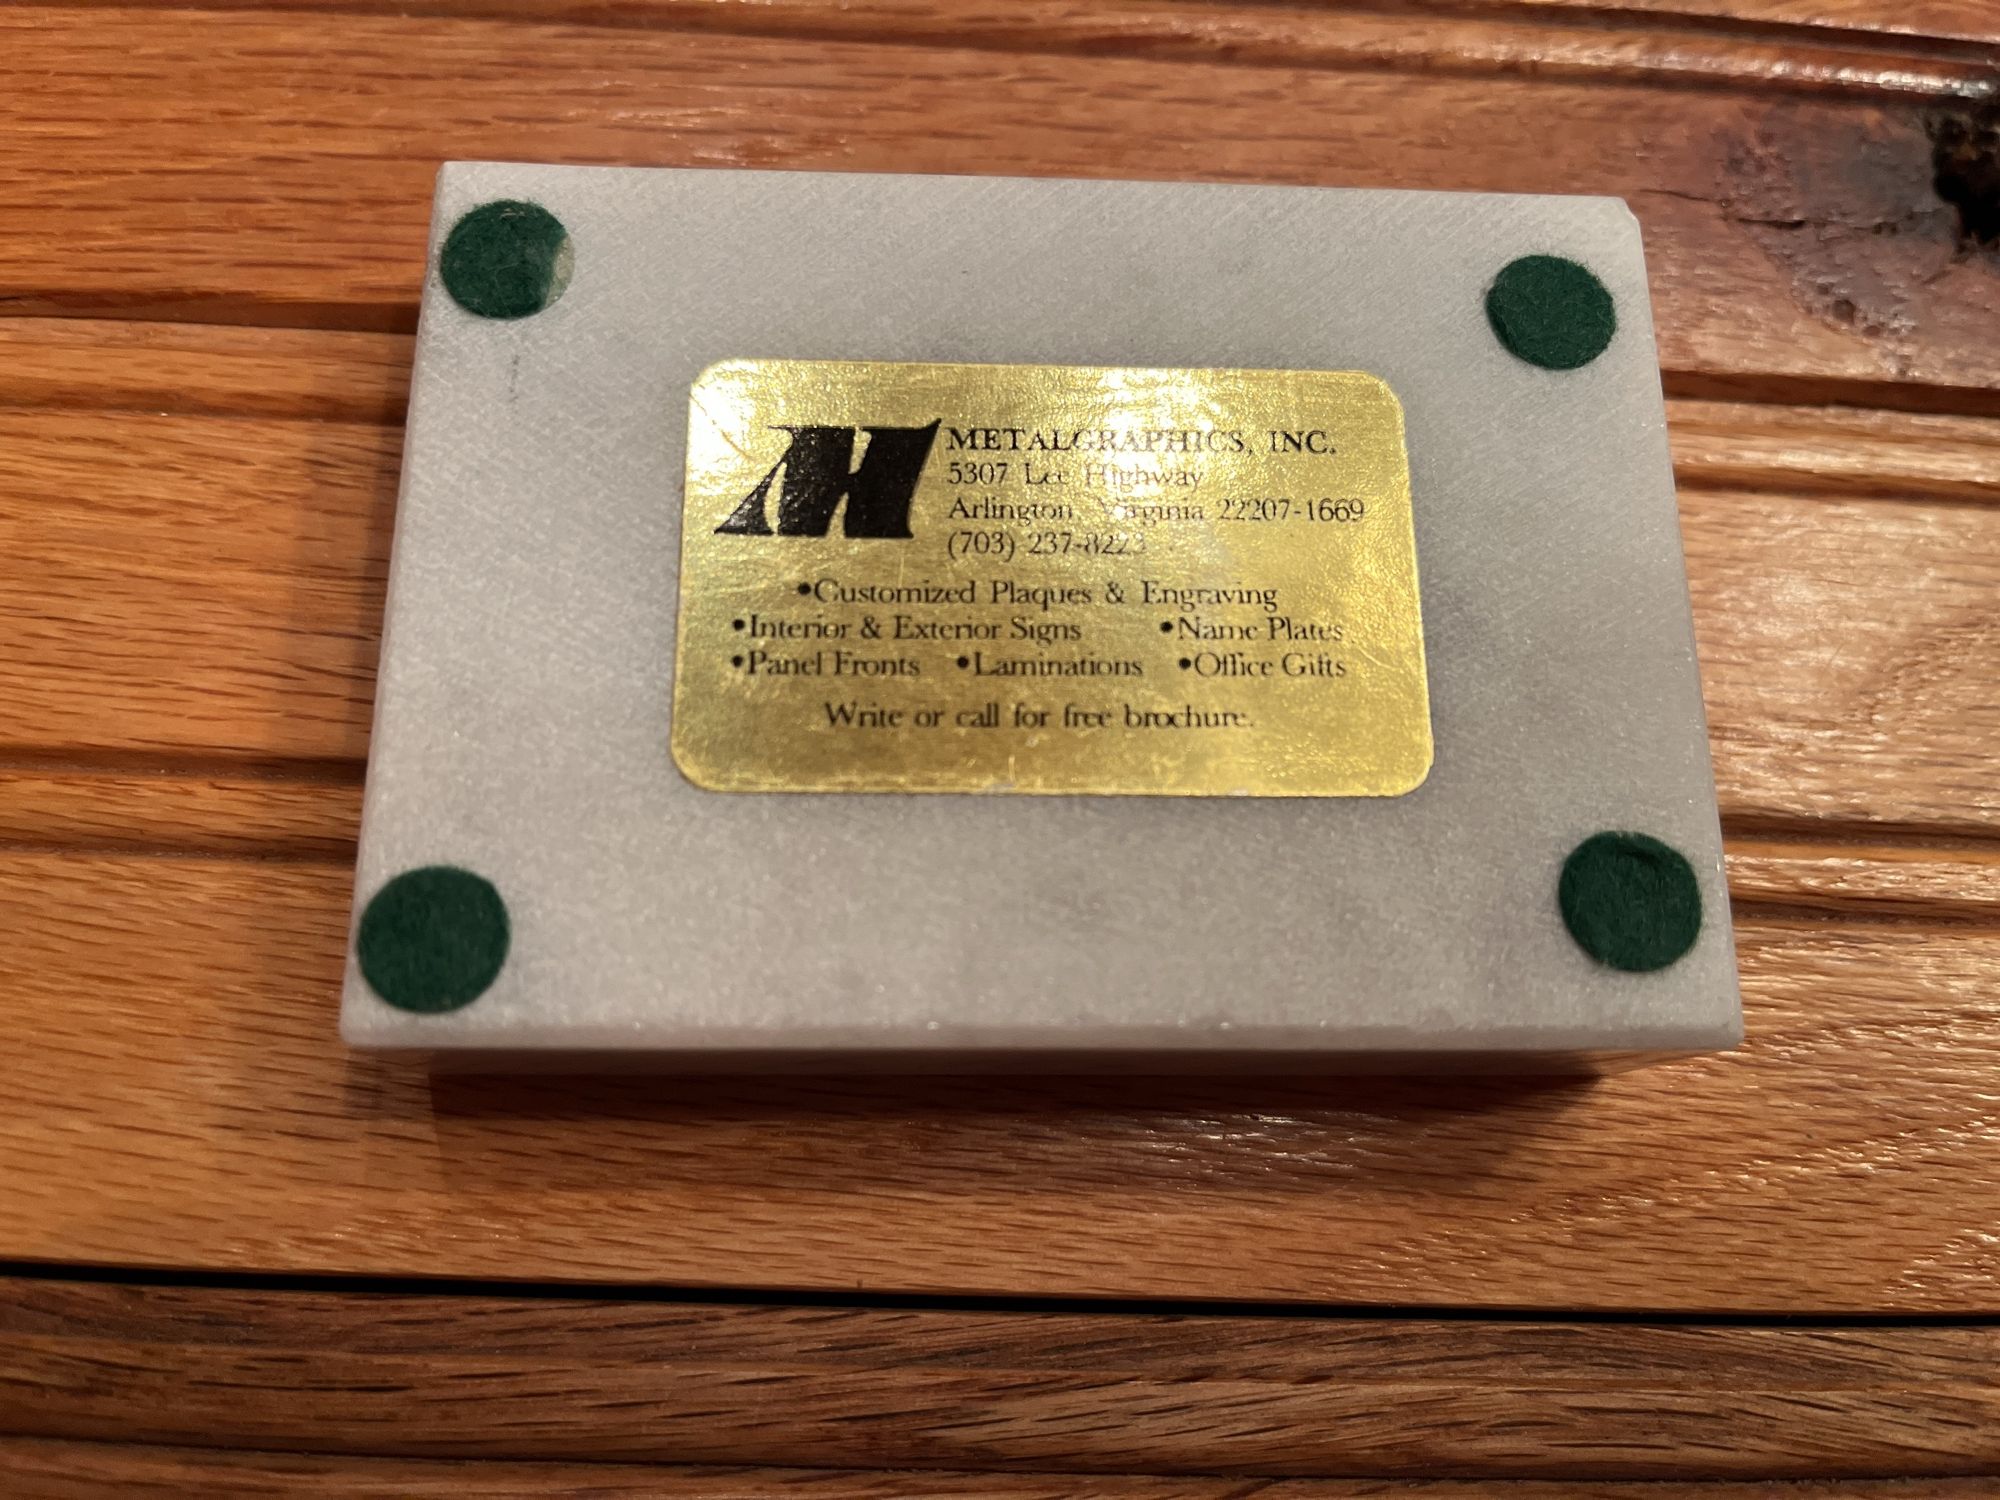 METALGRAPHICS, INC.
5307 Lee Highway
Arlington, Virginia 22207-1669
(703) 237-8223
•Customized Plaques & Engraving
•Interior & Exterior Signs •Name Plates
•Panel Fronts •Laminations •Office Gifts
Write or call for free brochure.